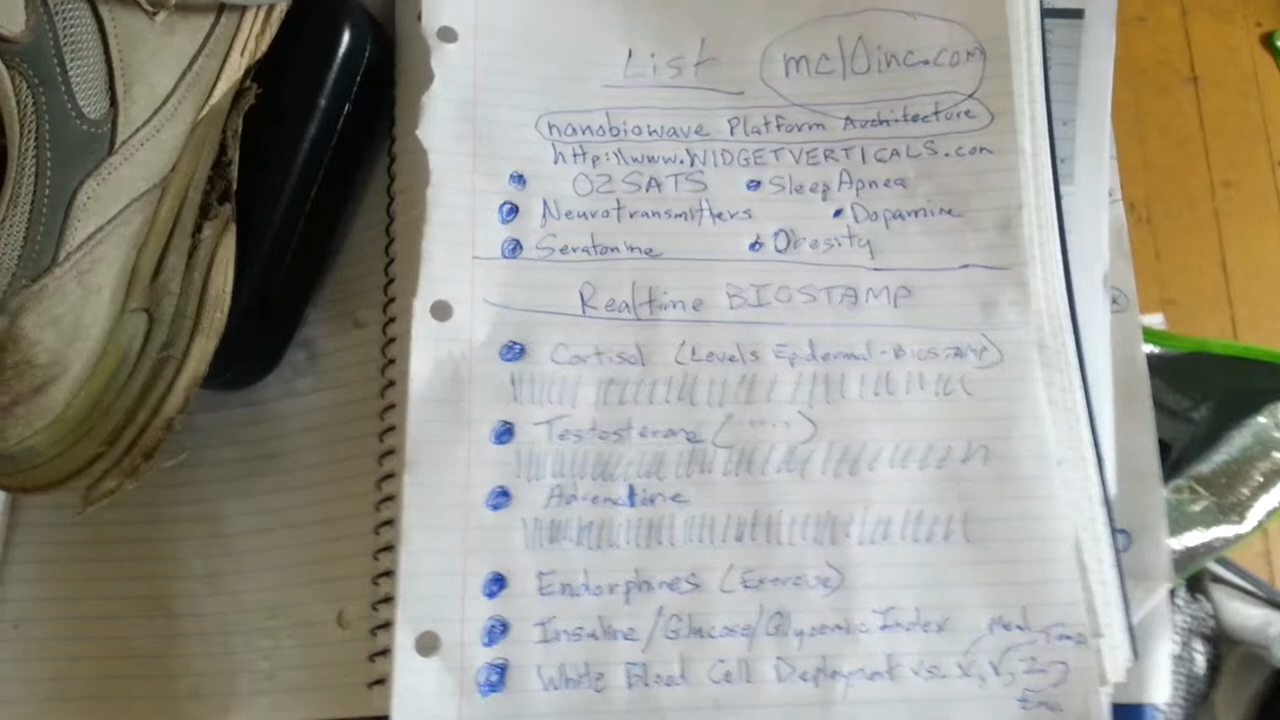 List mc10inc.com
nanobiowave Platform Architecture
http://www.WIDGETVERTICALS.com
O2SATS • Sleep Apnea
• Neurotransmitters • Dopamine
• Seratonine • Obesity
Realtime BIOSTAMP
• Cortisol (Levels Epidermal-BIOSTAMP)
• Testosterone (````)
• Adrenaline
• Endorphines (Exercise)
• Insuline/Glucose/Glycemic Index
• White Blood Cell Deployment vs. X, Y, Z